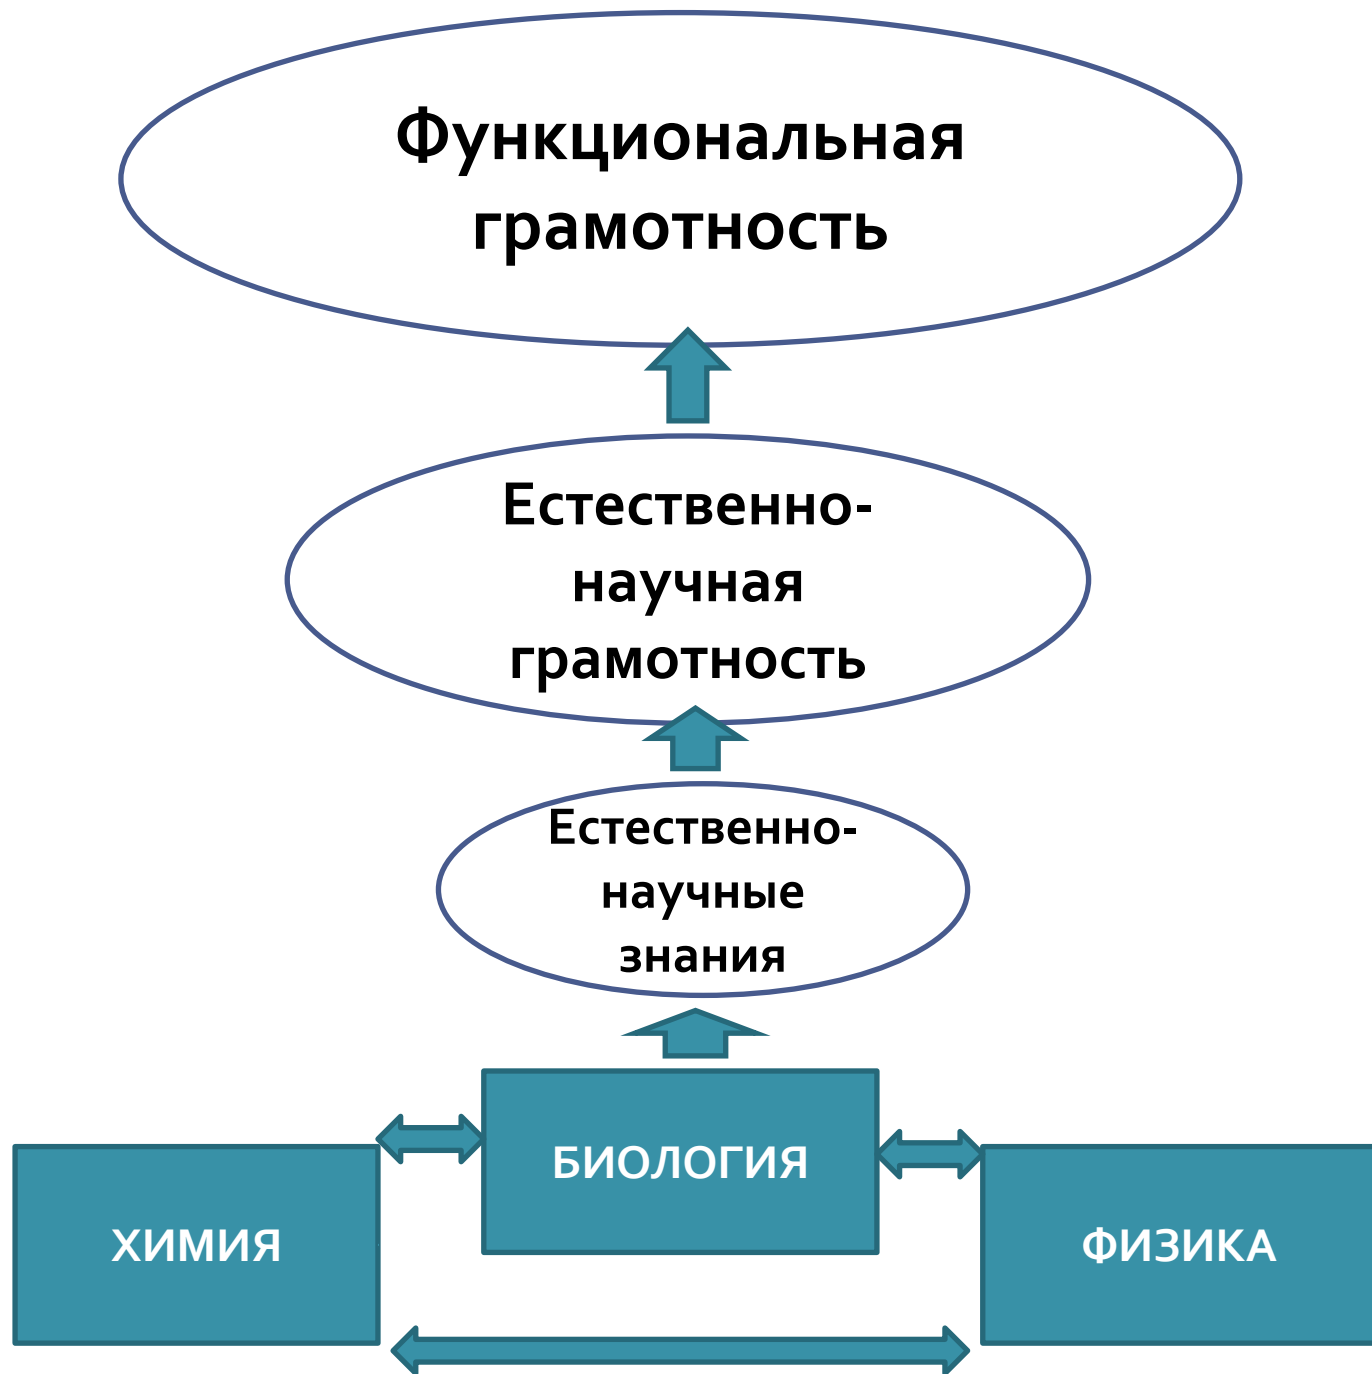 Функциональная
грамотность
Естественно-
научная
грамотность
Естественно-
научные
знания
БИОЛОГИЯ
ХИМИЯ
ФИЗИКА